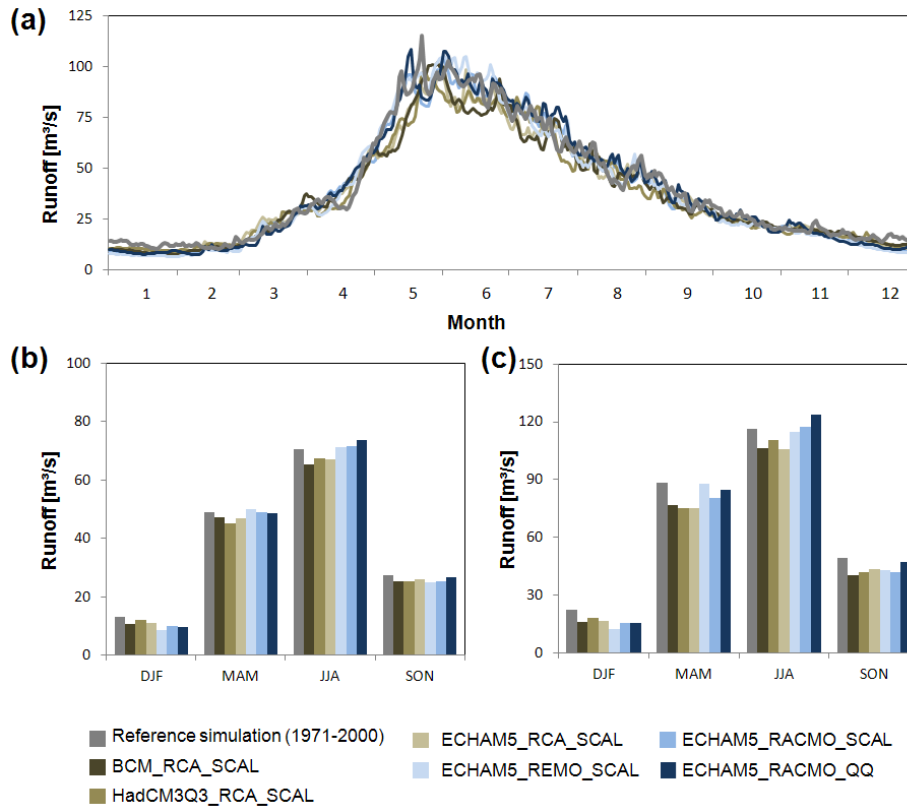 (a)
Runoff [m³/s]
125
100
75
50
25
0
1 2 3 4 5 6 7 8 9 10 11 12
Month
(b)
Runoff [m³/s]
100
80
60
40
20
0
DJF MAM JJA SON
(c)
Runoff [m³/s]
150
120
90
60
30
0
DJF MAM JJA SON
Reference simulation (1971-2000)
BCM_RCA_SCAL
HadCM3Q3_RCA_SCAL
ECHAM5_RCA_SCAL
ECHAM5_REMO_SCAL
ECHAM5_RACMO_SCAL
ECHAM5_RACMO_QQ